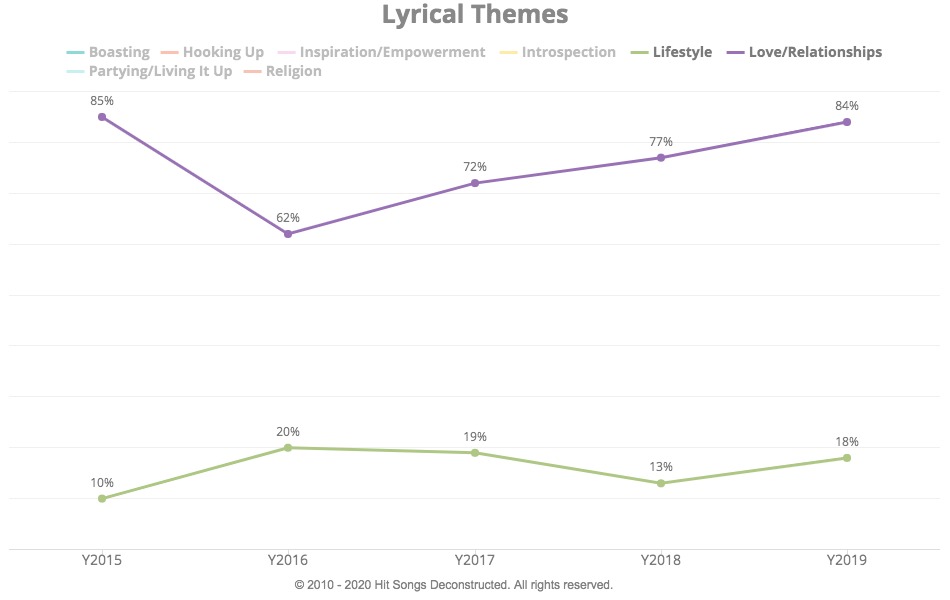 Lyrical Themes
Boasting Hooking Up Inspiration/Empowerment Introspection Lifestyle Love/Relationships
Partying/Living It Up Religion
85%
84%
77%
72%
62%
20%
19%
18%
13%
10%
Y2015 Y2016 Y2017 Y2018 Y2019
© 2010 - 2020 Hit Songs Deconstructed. All rights reserved.